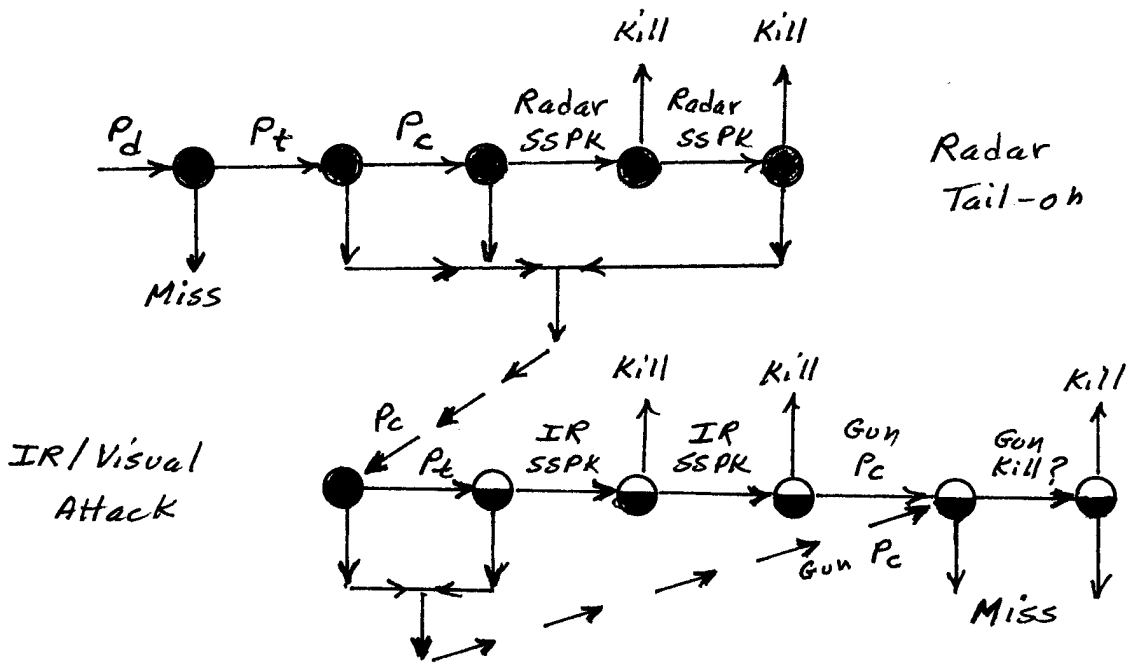 Kill
Kill
Pd
Pt
Pc
Radar
SSPK
Radar
SSPK
Radar
Tail-on
Miss
Kill
Kill
Kill
Pc
IR/Visual
Attack
Pt
IR
SSPK
IR
SSPK
Gun
Pc
Gun
Kill?
Gun Pc
Miss